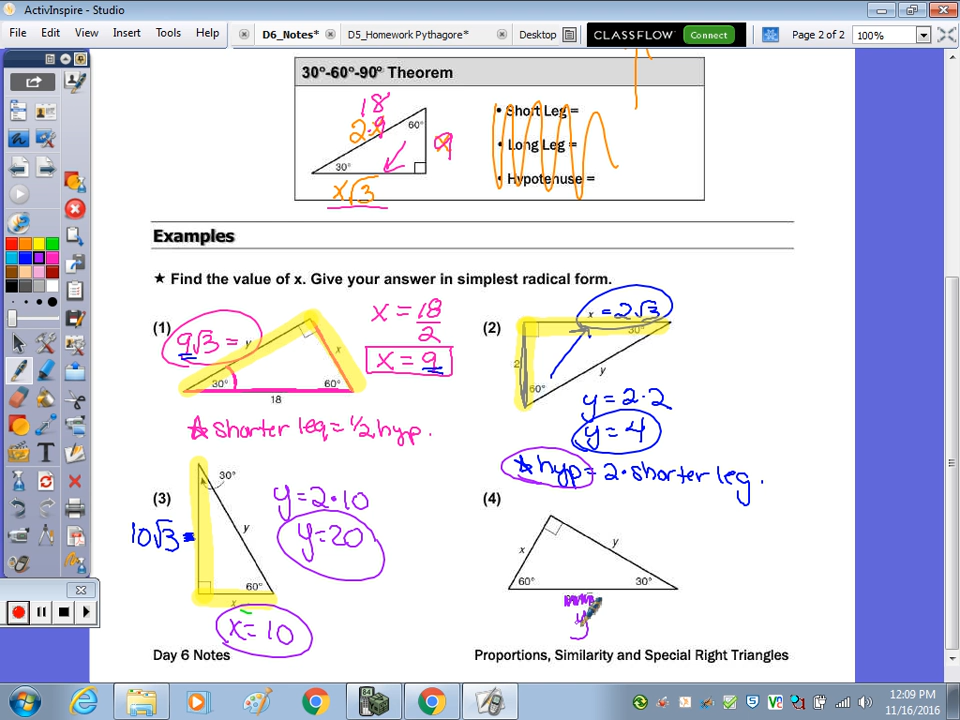 ActivInspire - Studio
File Edit View Insert Tools Help
D6_Notes* D5_Homework Pythagore* Desktop CLASSFLOW Connect Page 2 of 2 100%
30°-60°-90° Theorem
18
2·9
60°
30°
x√3
• Short Leg =
• Long Leg =
• Hypotenuse =
Examples
★ Find the value of x. Give your answer in simplest radical form.
(1)
9√3 = y
x = 18/2
x = 9
x
30° 60°
18
☆ shorter leg = 1/2 hyp.
(2)
x = 2√3
30°
2
60°
y
y = 2·2
y = 4
☆ hyp = 2·shorter leg.
(3)
30°
10√3 =
y
60°
x = 10
y = 2·10
y = 20
(4)
x y
60° 30°
y
Day 6 Notes Proportions, Similarity and Special Right Triangles
12:09 PM
11/16/2016